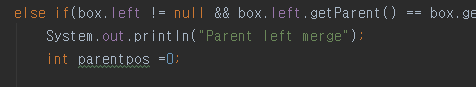 else if(box.left != null && box.left.getParent() == box.ge
System.out.println("Parent left merge");
int parentpos =0;